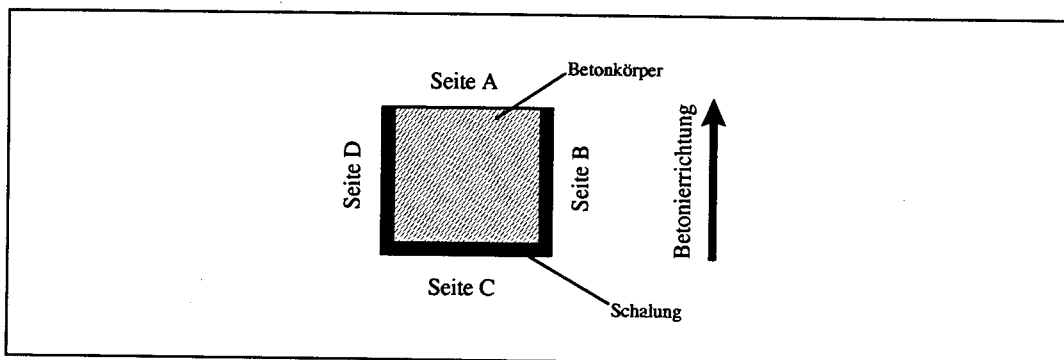 Betonkörper
Seite A
Seite D
Seite B
Betonierrichtung
Seite C
Schalung